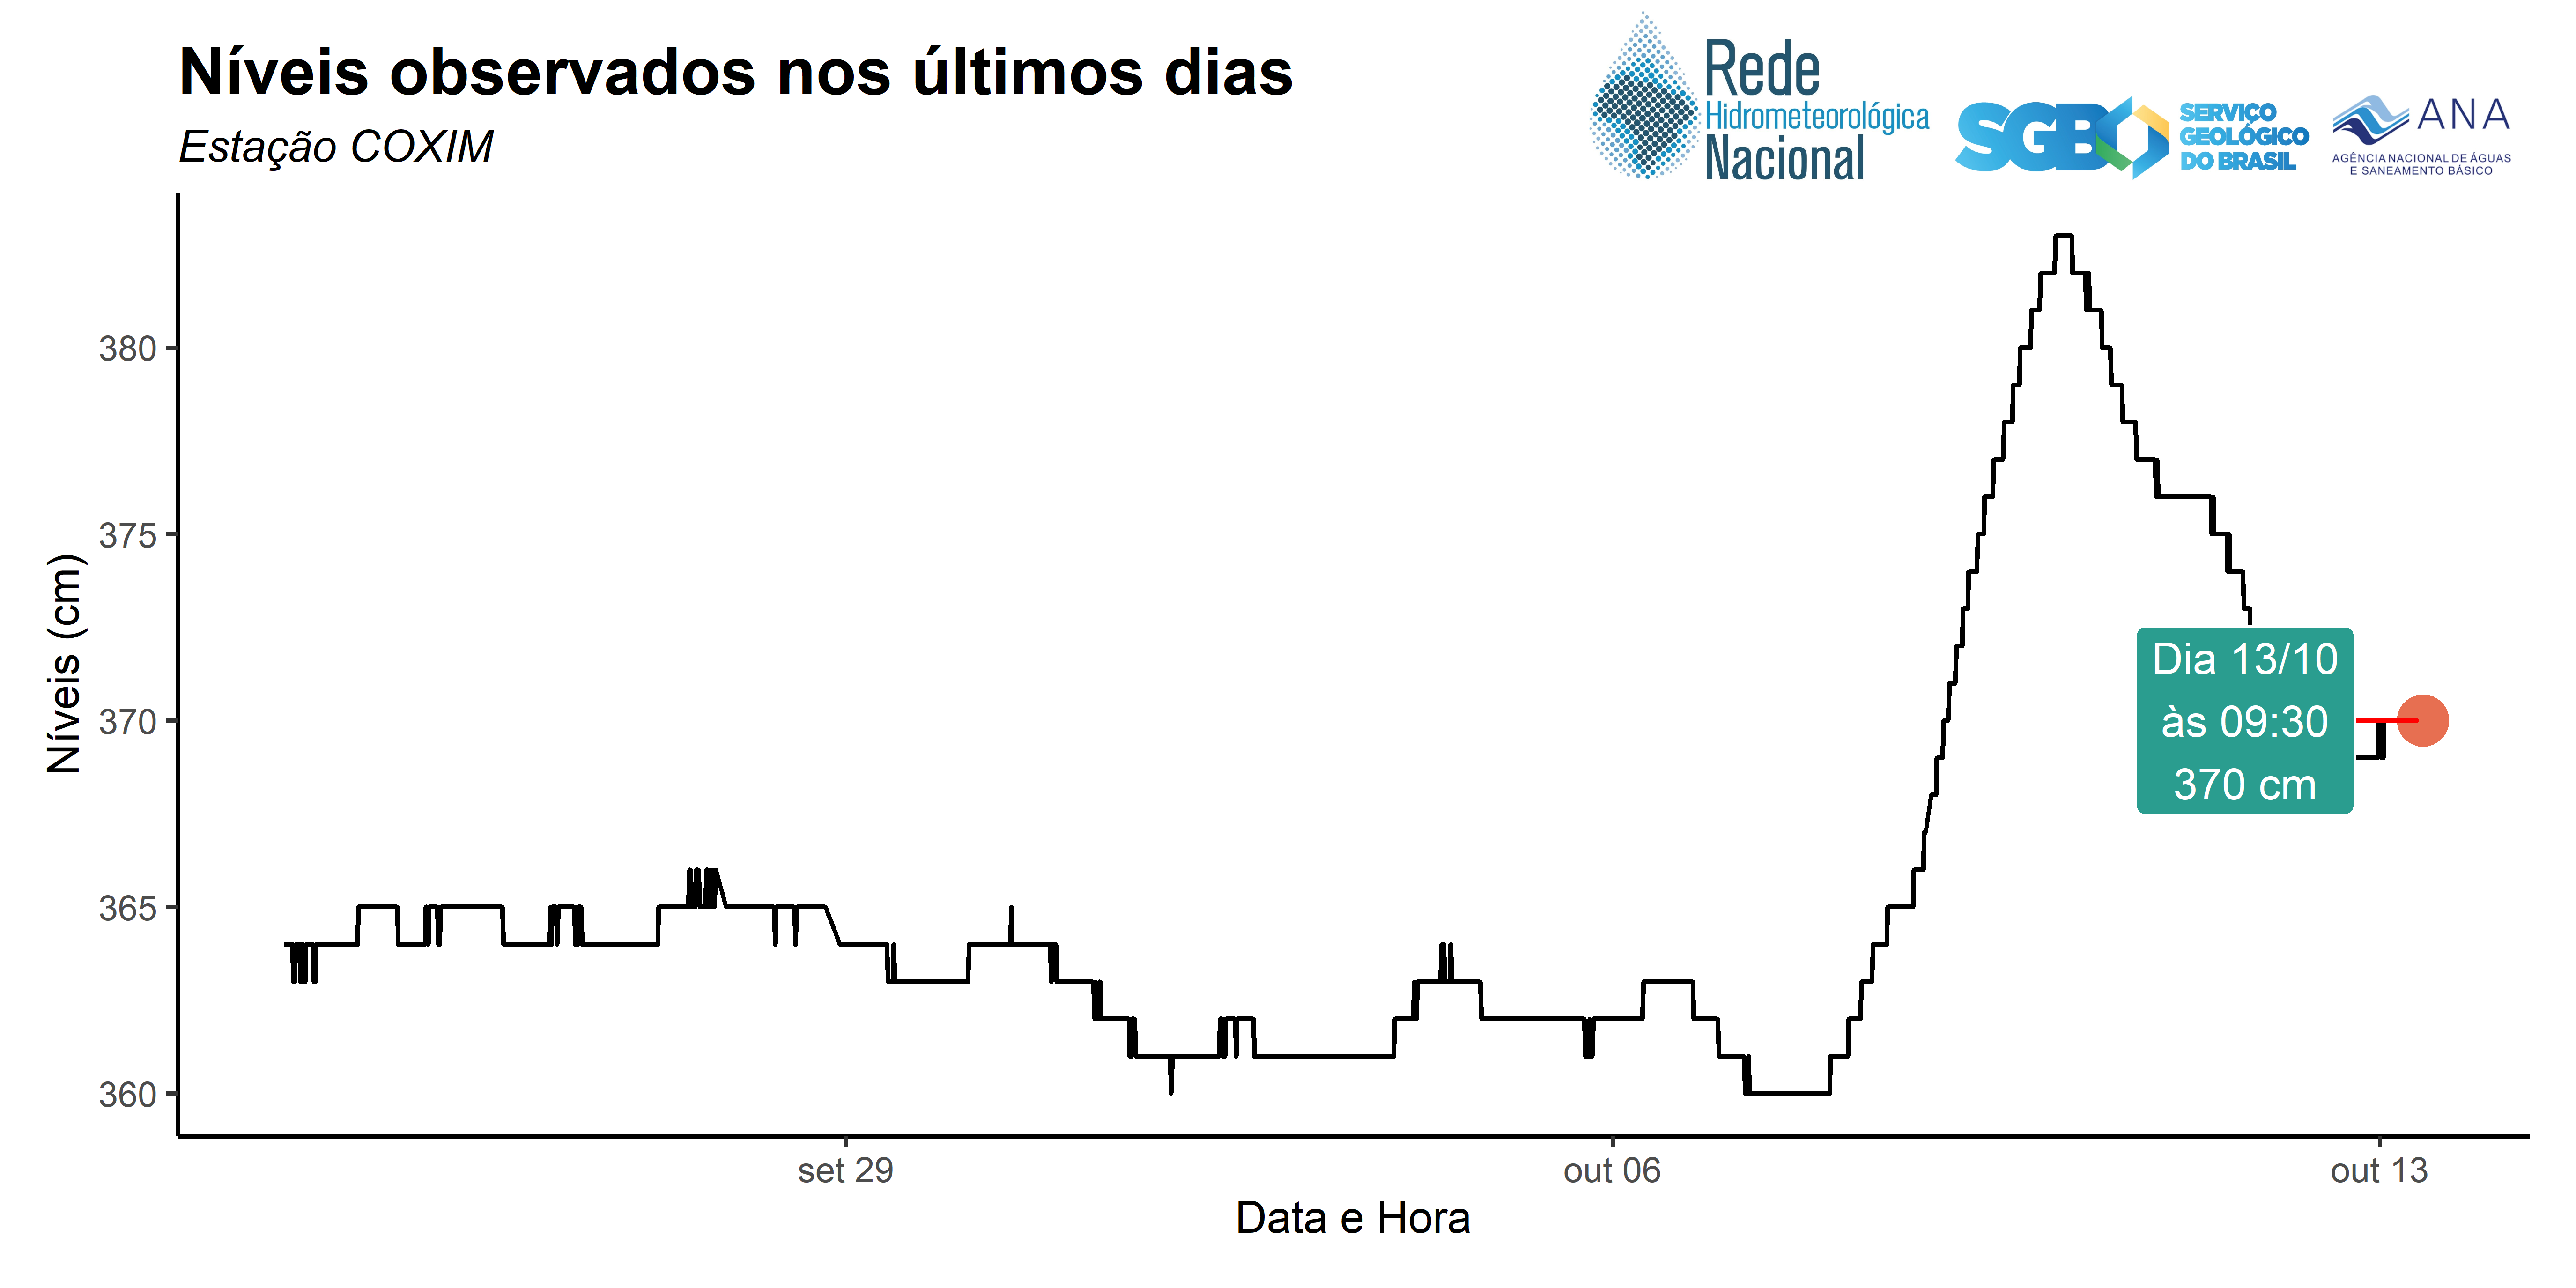 Níveis observados nos últimos dias
Estação COXIM
Rede
Hidrometeorológica
Nacional
SGB
SERVIÇO
GEOLÓGICO
DO BRASIL
ANA
AGÊNCIA NACIONAL DE ÁGUAS
E SANEAMENTO BÁSICO
Níveis (cm)
380
375
370
365
360
Dia 13/10
às 09:30
370 cm
set 29
out 06
out 13
Data e Hora